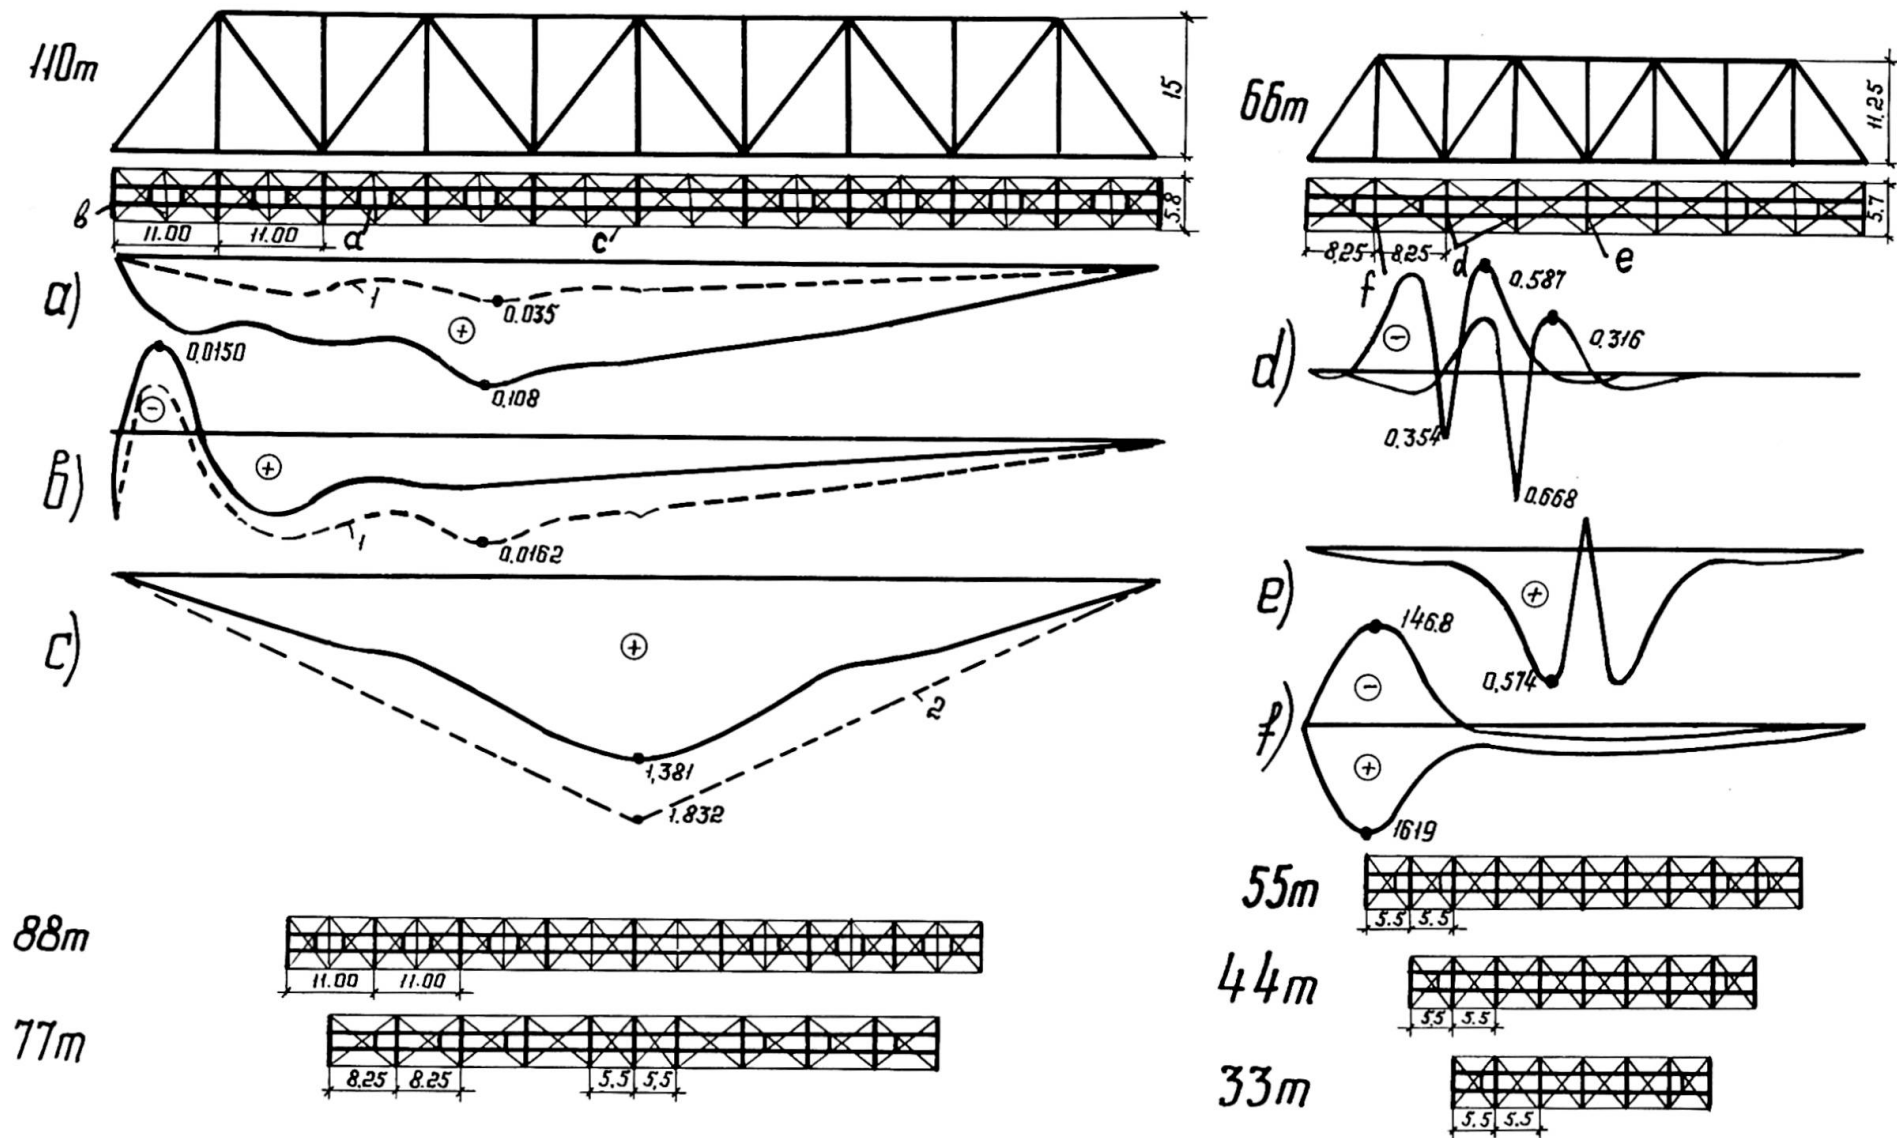 110m
15
в
a
c'
5.8
11.00
11.00
a)
1
0.035
+
0.108
0,0150
−
в)
+
1
0,0162
c)
+
2
1,381
1.832
88m
11.00
11.00
77m
8.25
8.25
5.5
5,5
66m
11.25
5.7
8,25
8,25
d
e
f
0.587
−
0.316
d)
0.354
0.668
e)
+
0,574
146.8
−
f)
+
1619
55m
5.5
5.5
44m
5,5
5.5
33m
5.5
5.5